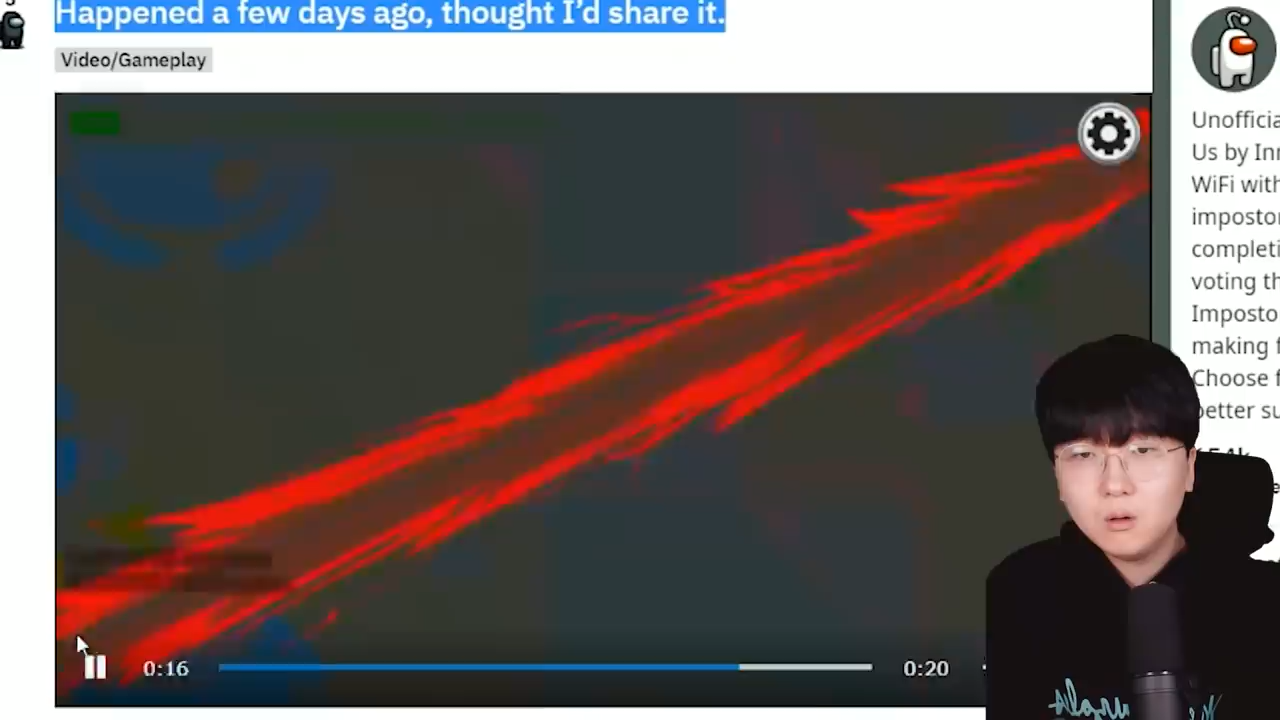 Happened a few days ago, thought I'd share it.
Video/Gameplay
Unofficia
Us by Inn
WiFi with
impostor
completi
voting th
Imposto
making f
Choose f
better su
0:16
0:20